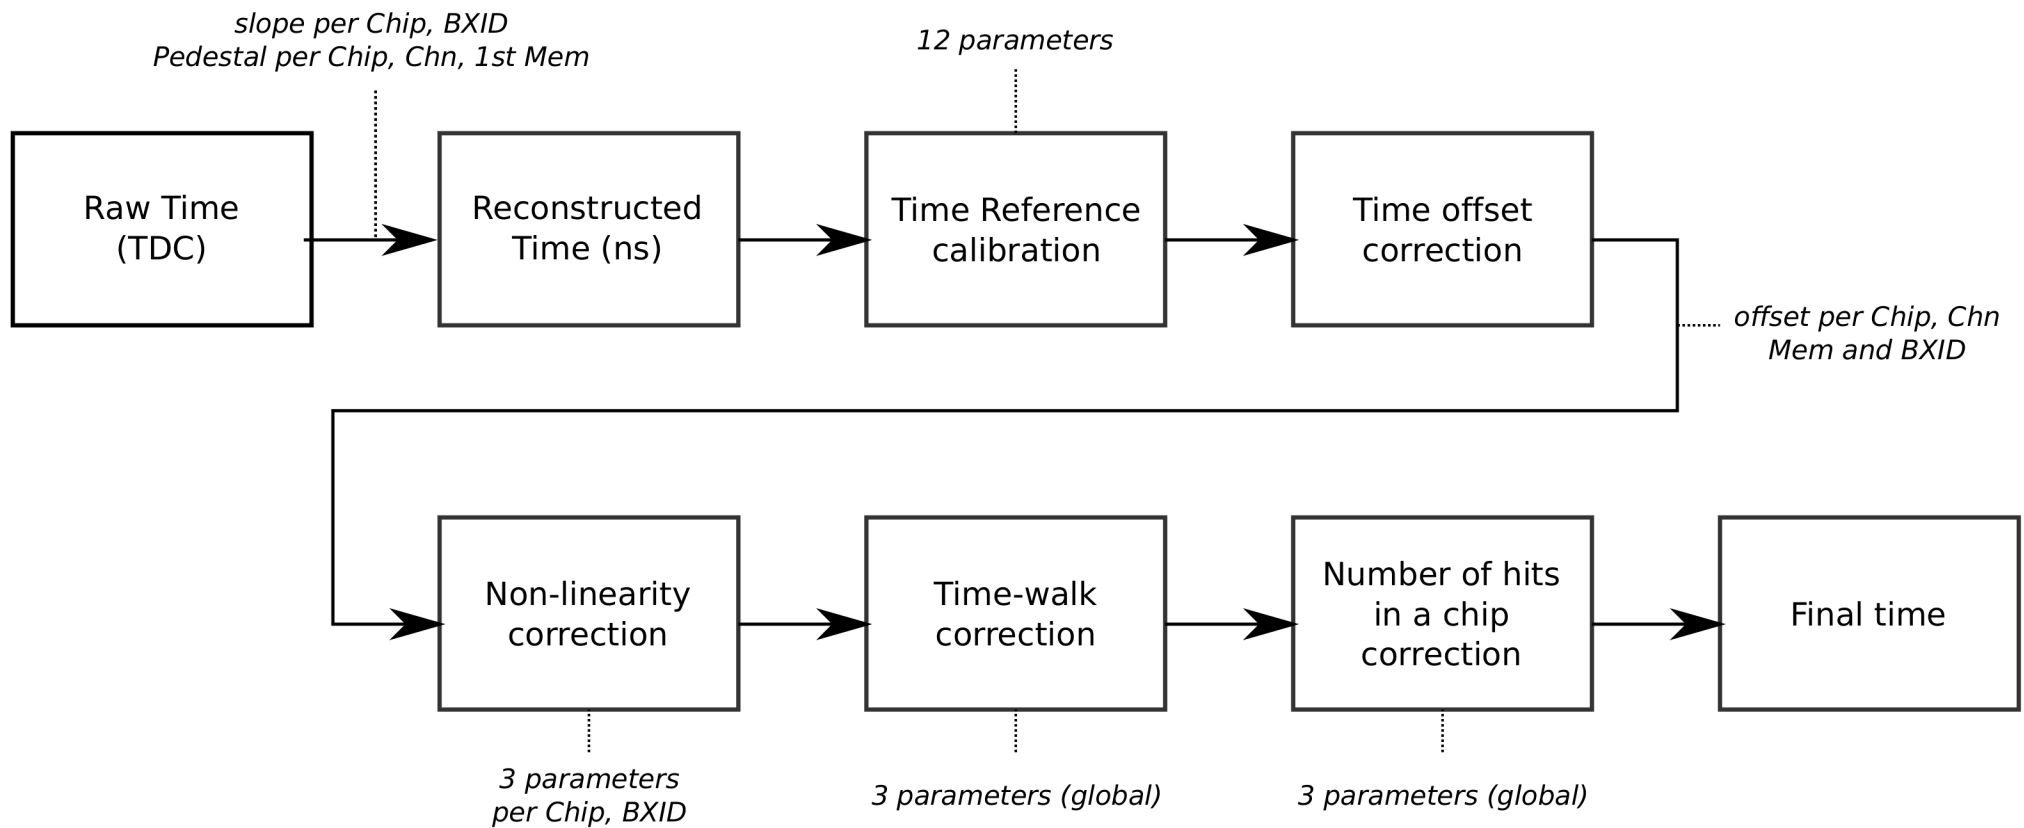 slope per Chip, BXID
Pedestal per Chip, Chn, 1st Mem
12 parameters
Raw Time
(TDC)
Reconstructed
Time (ns)
Time Reference
calibration
Time offset
correction
offset per Chip, Chn
Mem and BXID
Non-linearity
correction
Time-walk
correction
Number of hits
in a chip
correction
Final time
3 parameters
per Chip, BXID
3 parameters (global)
3 parameters (global)